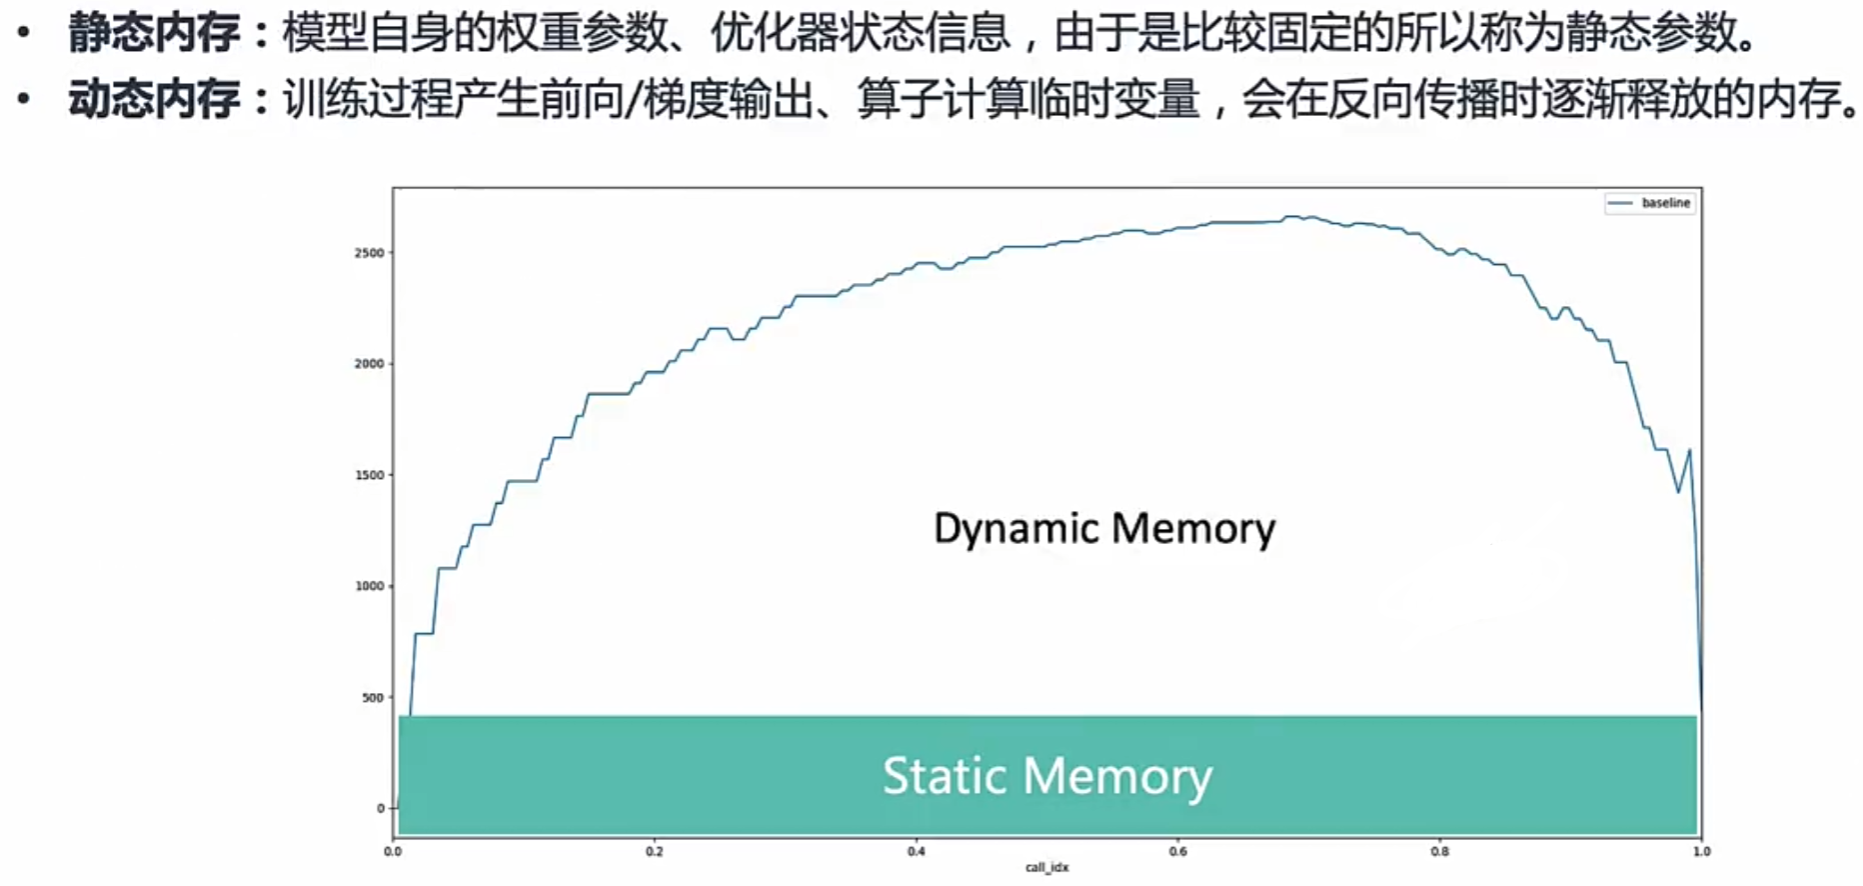 • 静态内存：模型自身的权重参数、优化器状态信息，由于是比较固定的所以称为静态参数。
• 动态内存：训练过程产生前向/梯度输出、算子计算临时变量，会在反向传播时逐渐释放的内存。
baseline
2500
2000
1500
Dynamic Memory
1000
500
Static Memory
0
0.0 0.2 0.4 0.6 0.8 1.0
call_idx